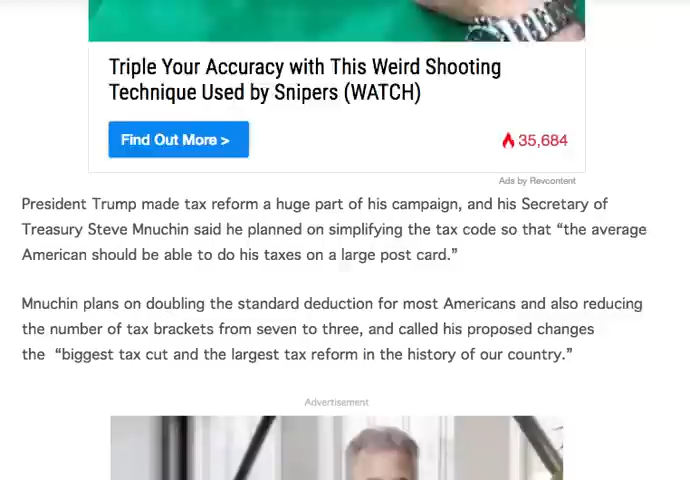 Triple Your Accuracy with This Weird Shooting
Technique Used by Snipers (WATCH)
Find Out More >
35,684
Ads by Revcontent
President Trump made tax reform a huge part of his campaign, and his Secretary of
Treasury Steve Mnuchin said he planned on simplifying the tax code so that “the average
American should be able to do his taxes on a large post card.”
Mnuchin plans on doubling the standard deduction for most Americans and also reducing
the number of tax brackets from seven to three, and called his proposed changes
the “biggest tax cut and the largest tax reform in the history of our country.”
Advertisement